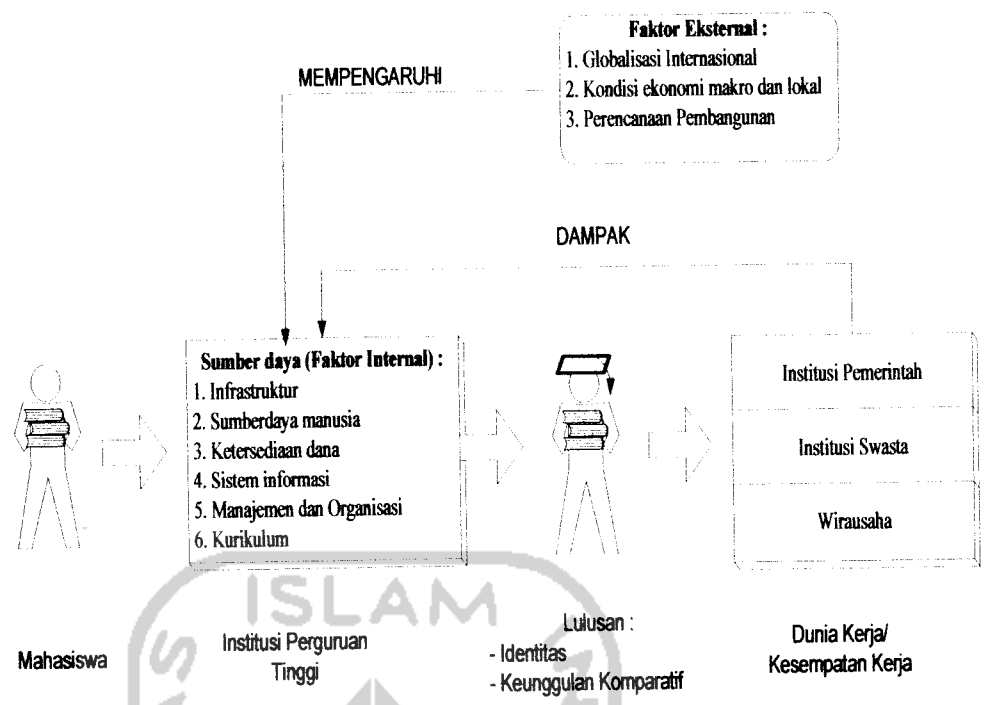 Faktor Eksternal :
1. Globalisasi Internasional
2. Kondisi ekonomi makro dan lokal
3. Perencanaan Pembangunan
MEMPENGARUHI
DAMPAK
Sumber daya (Faktor Internal) :
1. Infrastruktur
2. Sumberdaya manusia
3. Ketersediaan dana
4. Sistem informasi
5. Manajemen dan Organisasi
6. Kurikulum
Institusi Pemerintah
Institusi Swasta
Wirausaha
ISLAM
Mahasiswa
Institusi Perguruan
Tinggi
Lulusan :
- Identitas
- Keunggulan Komparatif
Dunia Kerja/
Kesempatan Kerja